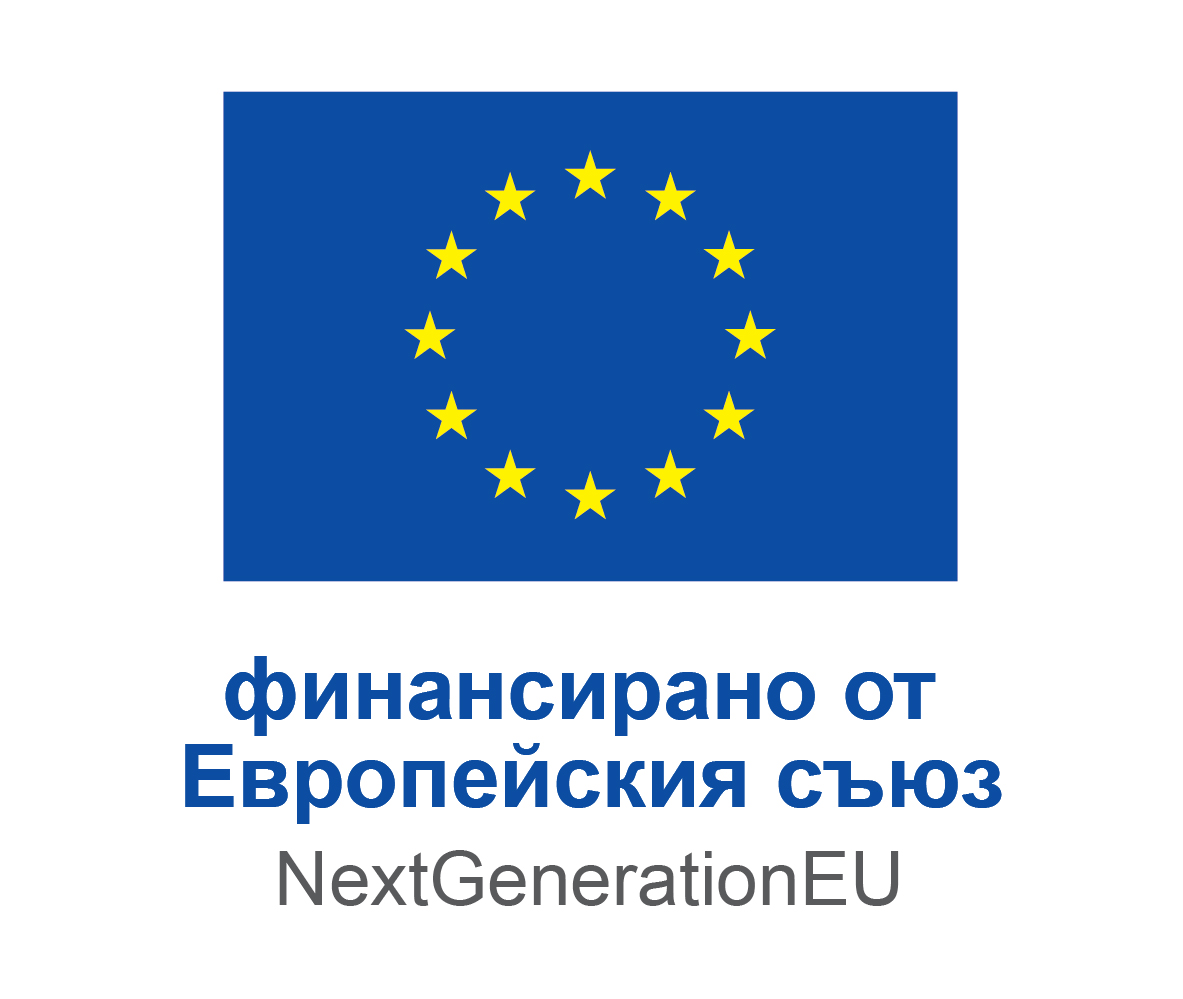 финансирано от
Европейския съюз
NextGenerationEU